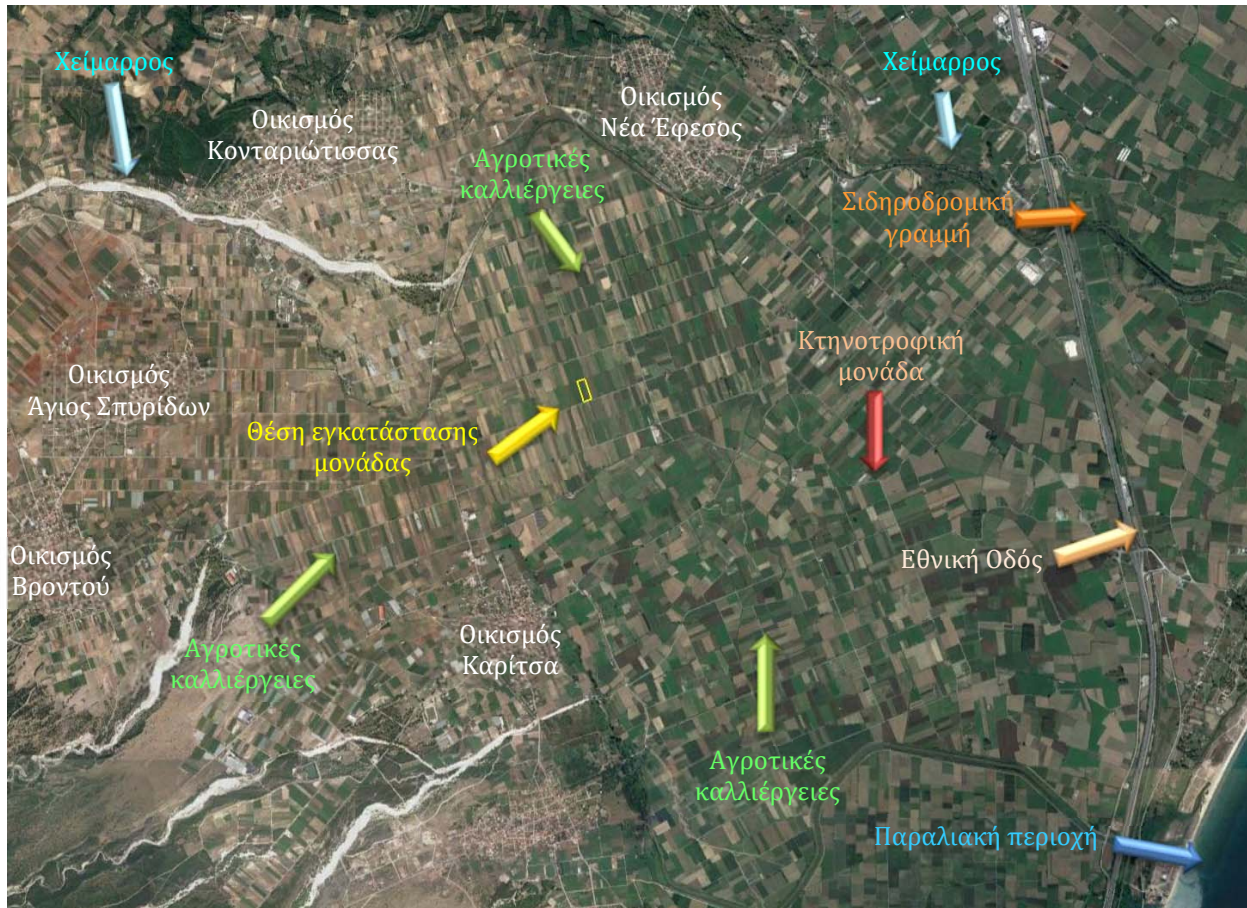 Χείμαρρος
Χείμαρρος
Οικισμός
Κονταριώτισσας
Οικισμός
Νέα Έφεσος
Αγροτικές
καλλιέργειες
Σιδηροδρομική
γραμμή
Κτηνοτροφική
μονάδα
Οικισμός
Άγιος Σπυρίδων
Θέση εγκατάστασης
μονάδας
Οικισμός
Βροντού
Εθνική Οδός
Αγροτικές
καλλιέργειες
Οικισμός
Καρίτσα
Αγροτικές
καλλιέργειες
Παραλιακή περιοχή